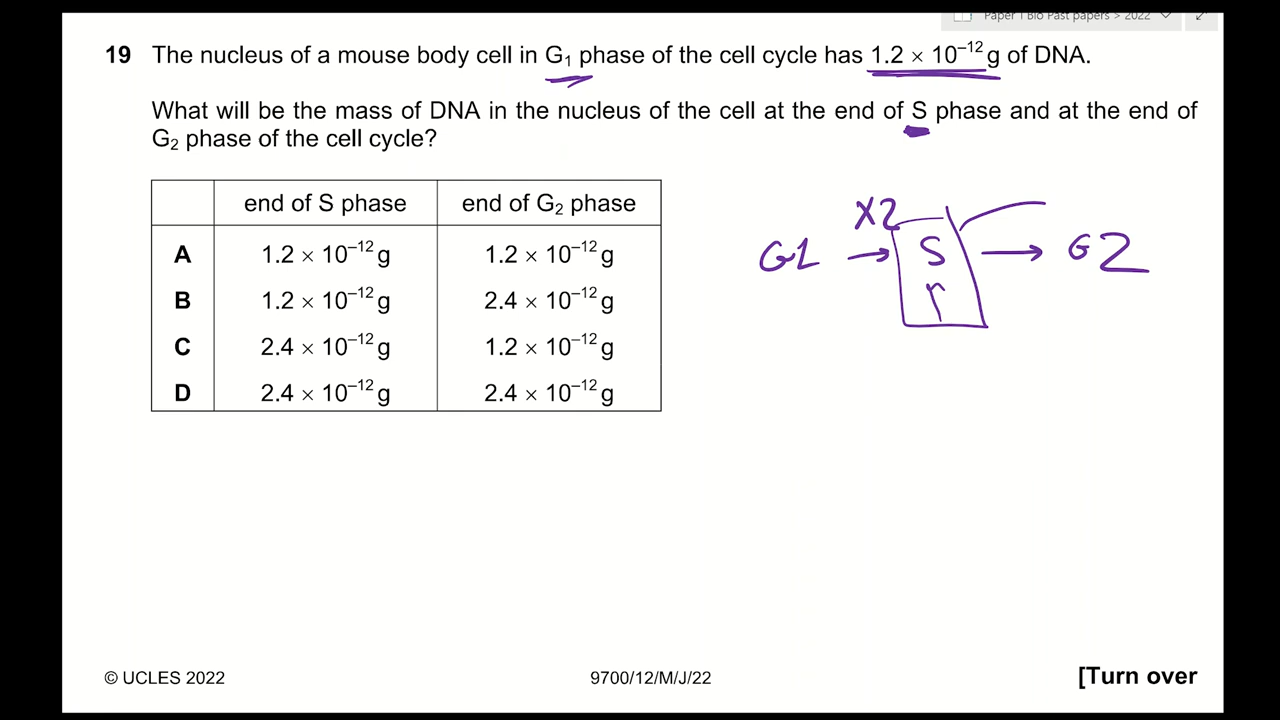 Paper 1 Bio Past papers > 2022
19 The nucleus of a mouse body cell in G₁ phase of the cell cycle has 1.2 × 10⁻¹² g of DNA.
What will be the mass of DNA in the nucleus of the cell at the end of S phase and at the end of
G₂ phase of the cell cycle?
end of S phase end of G₂ phase
A 1.2 × 10⁻¹² g 1.2 × 10⁻¹² g
B 1.2 × 10⁻¹² g 2.4 × 10⁻¹² g
C 2.4 × 10⁻¹² g 1.2 × 10⁻¹² g
D 2.4 × 10⁻¹² g 2.4 × 10⁻¹² g
X2
G1 → S → G2
r
© UCLES 2022 9700/12/M/J/22 [Turn over